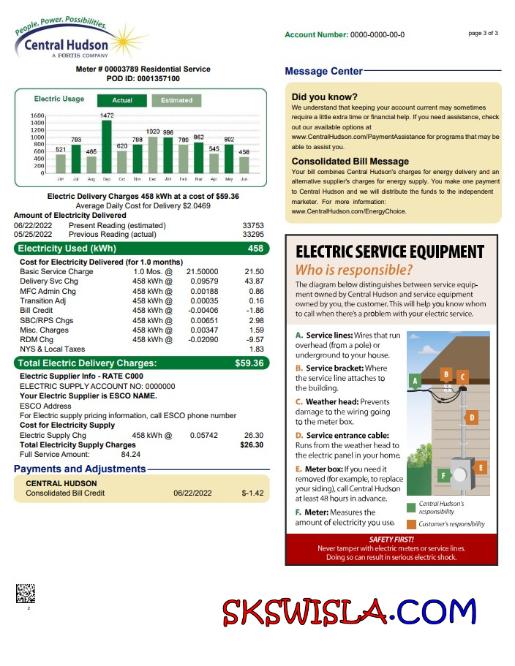 People. Power. Possibilities.
Central Hudson
A FORTIS COMPANY
Account Number: 0000-0000-00-0
page 3 of 3
Meter # 00003789 Residential Service
POD ID: 0001357100
Electric Usage
Actual
Estimated
1600
1400
1200
1000
800
600
400
200
0
521 793 485 1472 620 789 1020 996 789 862 545 802 458
Jun Jul Aug Sep Oct Nov Dec Jan Feb Mar Apr May Jun
Electric Delivery Charges 458 kWh at a cost of $59.36
Average Daily Cost for Delivery $2.0469
Amount of Electricity Delivered
06/22/2022 Present Reading (estimated) 33753
05/25/2022 Previous Reading (actual) 33295
Electricity Used (kWh) 458
Cost for Electricity Delivered (for 1.0 months)
Basic Service Charge 1.0 Mos. @ 21.50000 21.50
Delivery Svc Chg 458 kWh @ 0.09579 43.87
MFC Admin Chg 458 kWh @ 0.00188 0.86
Transition Adj 458 kWh @ 0.00035 0.16
Bill Credit 458 kWh @ -0.00406 -1.86
SBC/RPS Chgs 458 kWh @ 0.00651 2.98
Misc. Charges 458 kWh @ 0.00347 1.59
RDM Chg 458 kWh @ -0.02090 -9.57
NYS & Local Taxes 1.83
Total Electric Delivery Charges: $59.36
Electric Supplier Info - RATE C000
ELECTRIC SUPPLY ACCOUNT NO: 0000000
Your Electric Supplier is ESCO NAME.
ESCO Address
For Electric supply pricing information, call ESCO phone number
Cost for Electricity Supply
Electric Supply Chg 458 kWh @ 0.05742 26.30
Total Electricity Supply Charges $26.30
Full Service Amount: 84.24
Payments and Adjustments
CENTRAL HUDSON
Consolidated Bill Credit 06/22/2022 $-1.42
2
Message Center
Did you know?
We understand that keeping your account current may sometimes
require a little extra time or financial help. If you need assistance, check
out our available options at
www.CentralHudson.com/PaymentAssistance for programs that may be
able to assist you.
Consolidated Bill Message
Your bill combines Central Hudson's charges for energy delivery and an
alternative supplier's charges for energy supply. You make one payment
to Central Hudson and we will distribute the funds to the independent
marketer. For more information:
www.CentralHudson.com/EnergyChoice.
ELECTRIC SERVICE EQUIPMENT
Who is responsible?
The diagram below distinguishes between service equip-
ment owned by Central Hudson and service equipment
owned by you, the customer. This will help you know whom
to call when there's a problem with your electric service.
A. Service lines: Wires that run
overhead (from a pole) or
underground to your house.
B. Service bracket: Where
the service line attaches to
the building.
C. Weather head: Prevents
damage to the wiring going
to the meter box.
D. Service entrance cable:
Runs from the weather head to
the electric panel in your home.
E. Meter box: If you need it
removed (for example, to replace
your siding), call Central Hudson
at least 48 hours in advance.
F. Meter: Measures the
amount of electricity you use.
A
B
C
D
F
E
Central Hudson's
responsibility
Customer's responsibility
SAFETY FIRST!
Never tamper with electric meters or service lines.
Doing so can result in serious electric shock.
SKSWISLA.COM